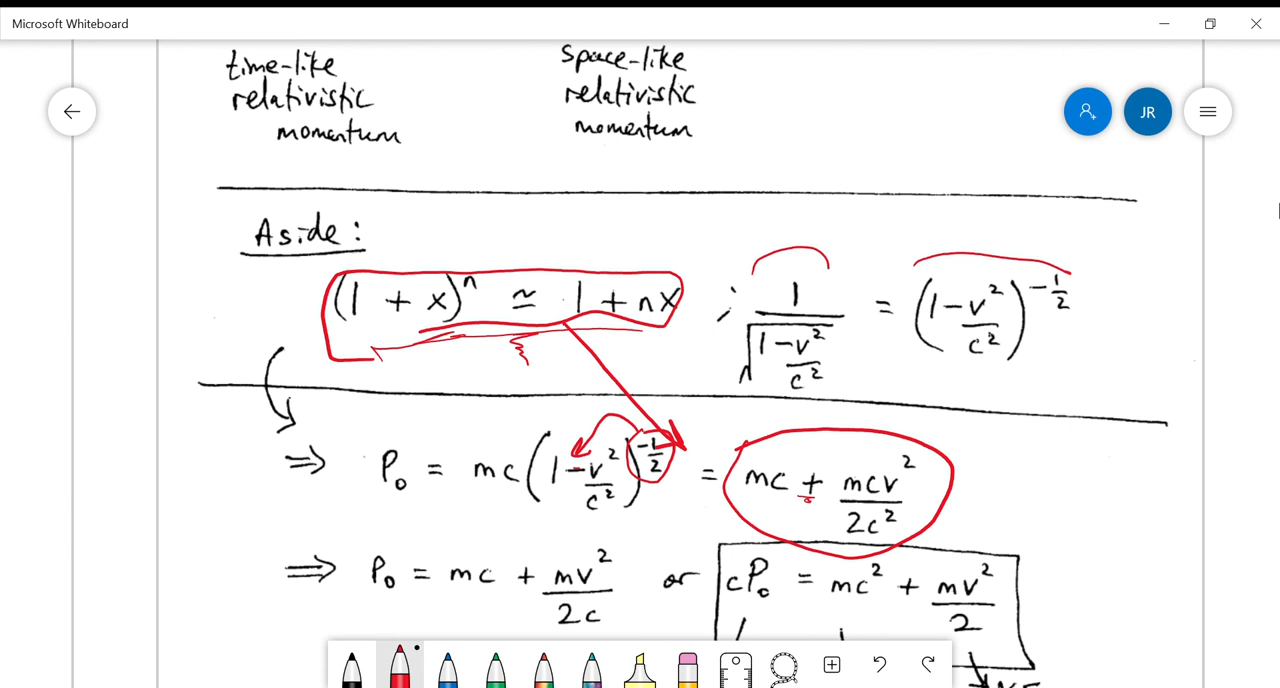 Microsoft Whiteboard
time-like
relativistic
momentum
space-like
relativistic
momentum
JR
Aside:
(1 + x)^n ≃ 1 + nx ; 1/√(1 - v²/c²) = (1 - v²/c²)^(-1/2)
⇒ P₀ = mc(1 - v²/c²)^(-1/2) = mc + mcv²/2c²
⇒ P₀ = mc + mv²/2c or cP₀ = mc² + mv²/2